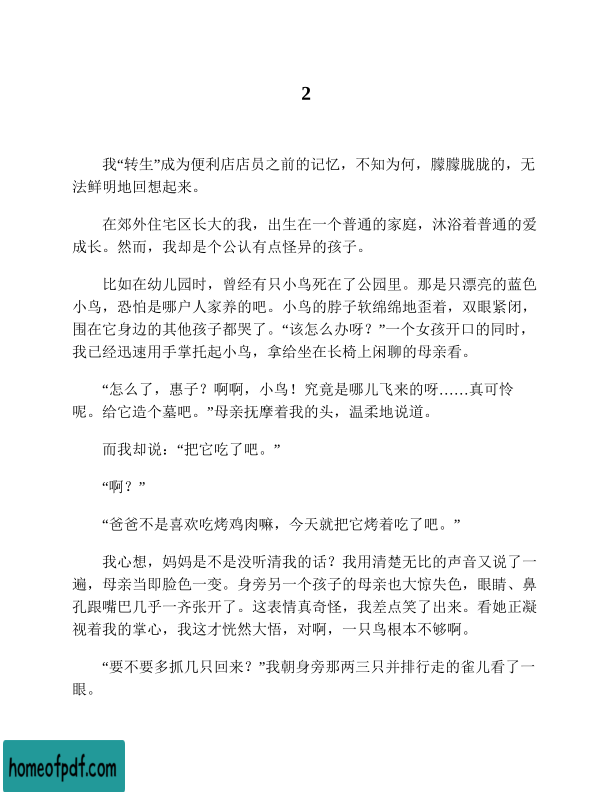 2
我“转生”成为便利店店员之前的记忆，不知为何，朦朦胧胧的，无
法鲜明地回想起来。
在郊外住宅区长大的我，出生在一个普通的家庭，沐浴着普通的爱
成长。然而，我却是个公认有点怪异的孩子。
比如在幼儿园时，曾经有只小鸟死在了公园里。那是只漂亮的蓝色
小鸟，恐怕是哪户人家养的吧。小鸟的脖子软绵绵地歪着，双眼紧闭，
围在它身边的其他孩子都哭了。“该怎么办呀？”一个女孩开口的同时，
我已经迅速用手掌托起小鸟，拿给坐在长椅上闲聊的母亲看。
“怎么了，惠子？啊啊，小鸟！究竟是哪儿飞来的呀……真可怜
呢。给它造个墓吧。”母亲抚摩着我的头，温柔地说道。
而我却说：“把它吃了吧。”
“啊？”
“爸爸不是喜欢吃烤鸡肉嘛，今天就把它烤着吃了吧。”
我心想，妈妈是不是没听清我的话？我用清楚无比的声音又说了一
遍，母亲当即脸色一变。身旁另一个孩子的母亲也大惊失色，眼睛、鼻
孔跟嘴巴几乎一齐张开了。这表情真奇怪，我差点笑了出来。看她正凝
视着我的掌心，我这才恍然大悟，对啊，一只鸟根本不够啊。
“要不要多抓几只回来？”我朝身旁那两三只并排行走的雀儿看了一
眼。
homeofpdf.com